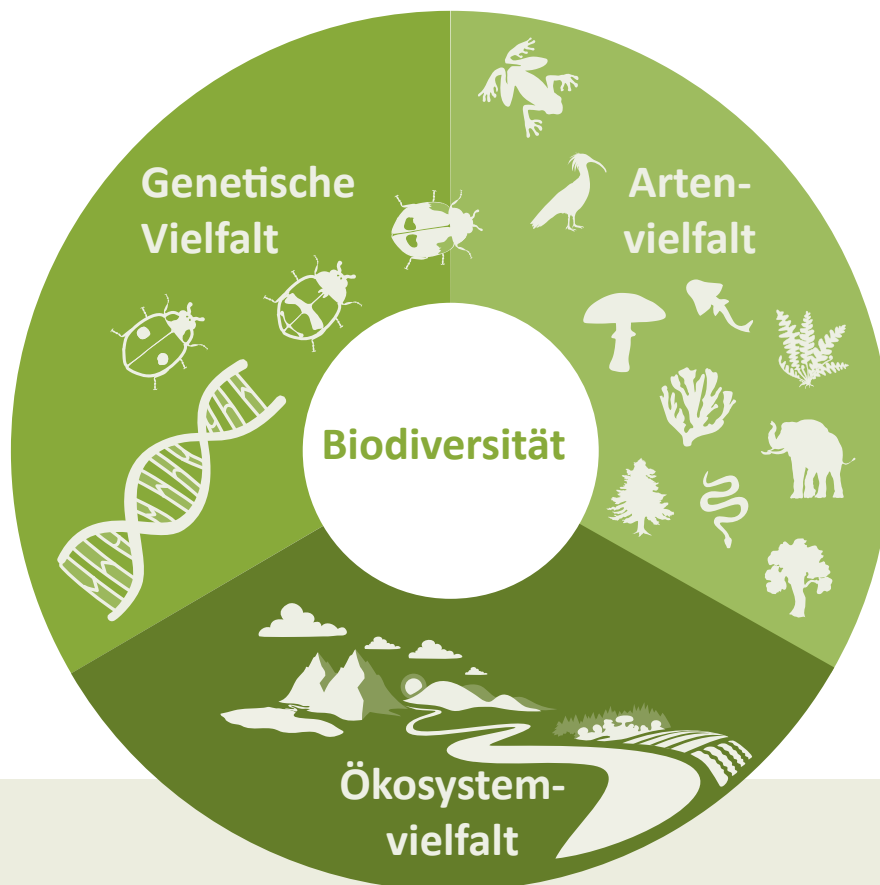 Genetische
Vielfalt
Arten-
vielfalt
Biodiversität
Ökosystem-
vielfalt